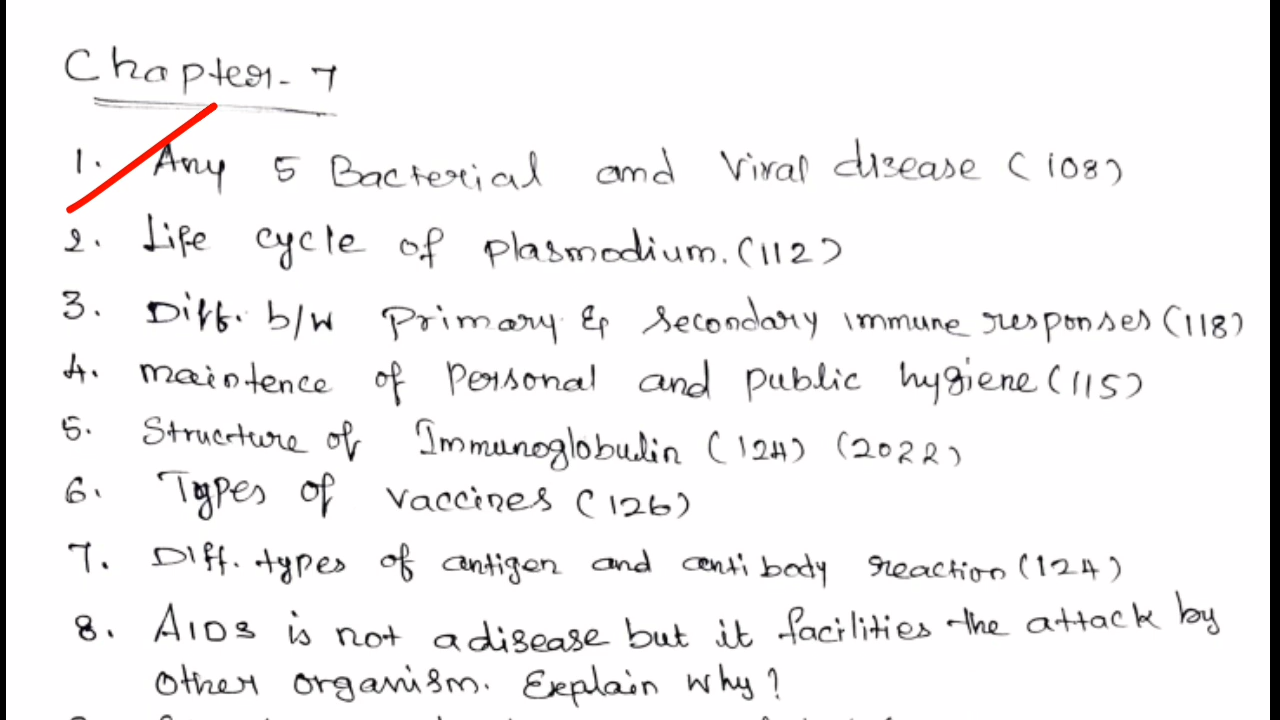 Chapter - 7
1. Any 5 Bacterial and Viral disease (108)
2. Life cycle of plasmodium. (112)
3. Diff. b/w Primary & secondary immune responses (118)
4. maintence of Personal and public hygiene (115)
5. Structure of Immunoglobulin (124) (2022)
6. Types of vaccines (126)
7. Diff. types of antigen and antibody reaction (124)
8. AIDS is not a disease but it facilities the attack by
other organism. Explain why?